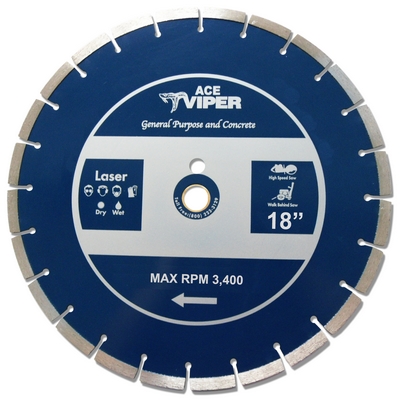 ACE
VIPER
General Purpose and Concrete
Laser
Dry Wet
High Speed Saw
Walk Behind Saw
18”
MAX RPM 3,400